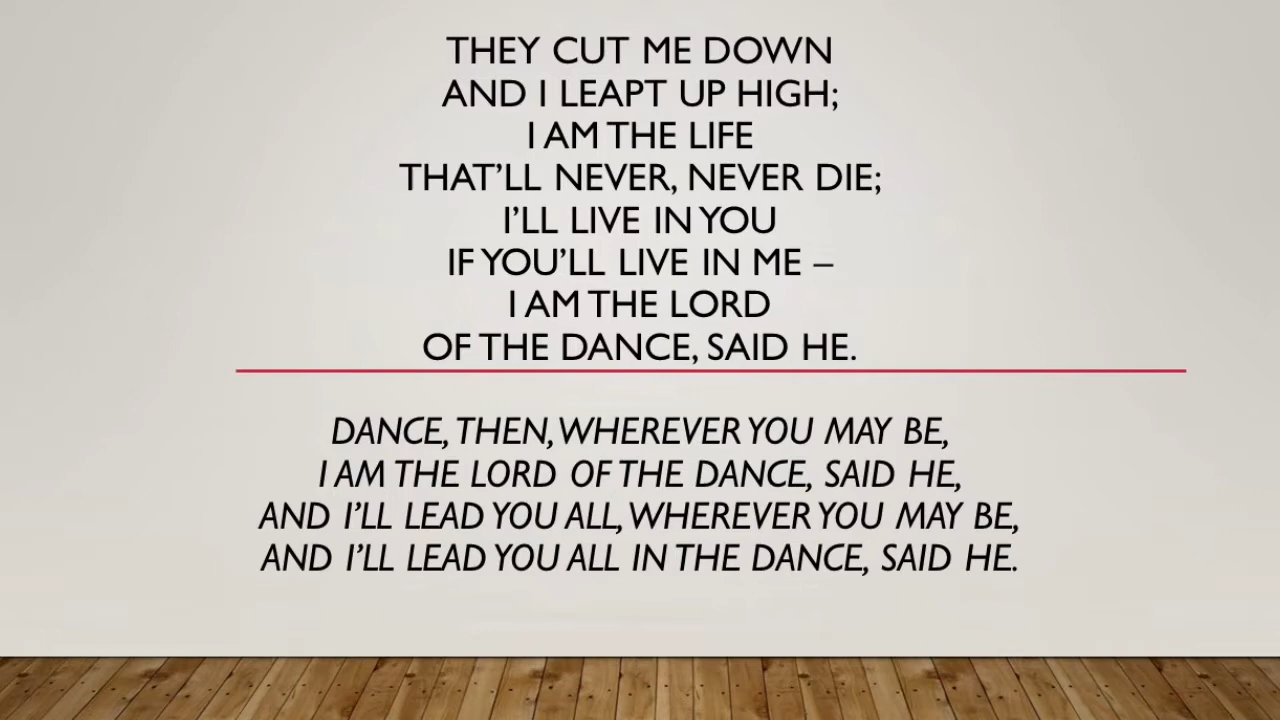 THEY CUT ME DOWN
AND I LEAPT UP HIGH;
I AM THE LIFE
THAT’LL NEVER, NEVER DIE;
I’LL LIVE IN YOU
IF YOU’LL LIVE IN ME –
I AM THE LORD
OF THE DANCE, SAID HE.
DANCE, THEN, WHEREVER YOU MAY BE,
I AM THE LORD OF THE DANCE, SAID HE,
AND I’LL LEAD YOU ALL, WHEREVER YOU MAY BE,
AND I’LL LEAD YOU ALL IN THE DANCE, SAID HE.